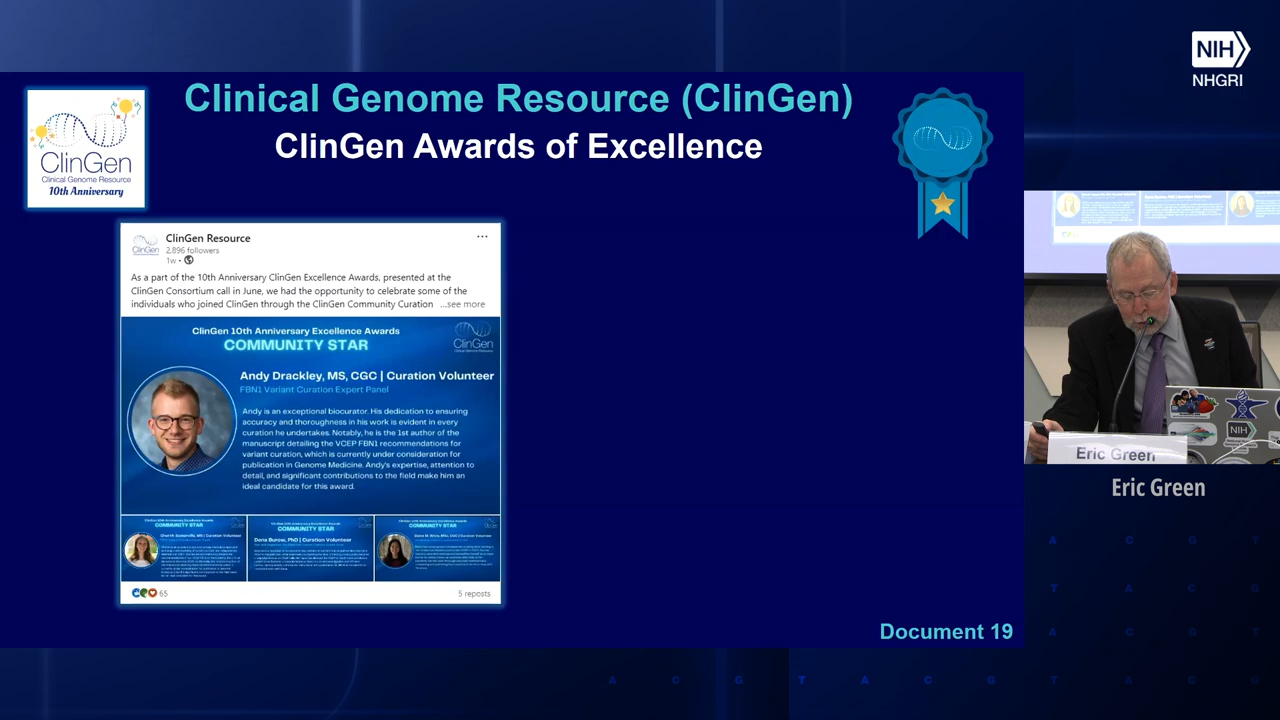 NIH
NHGRI
Clinical Genome Resource (ClinGen)
ClinGen Awards of Excellence
ClinGen
Clinical Genome Resource
10th Anniversary
ClinGen Resource
2,896 followers
1w •
...
As a part of the 10th Anniversary ClinGen Excellence Awards, presented at the
ClinGen Consortium call in June, we had the opportunity to celebrate some of the
individuals who joined ClinGen through the ClinGen Community Curation ...see more
ClinGen 10th Anniversary Excellence Awards
COMMUNITY STAR
ClinGen
Andy Drackley, MS, CGC | Curation Volunteer
FBN1 Variant Curation Expert Panel
Andy is an exceptional biocurator. His dedication to ensuring
accuracy and thoroughness in his work is evident in every
curation he undertakes. Notably, he is the 1st author of the
manuscript detailing the VCEP FBN1 recommendations for
variant curation, which is currently under consideration for
publication in Genome Medicine. Andy's expertise, attention to
detail, and significant contributions to the field make him an
ideal candidate for this award.
COMMUNITY STAR
COMMUNITY STAR
PhD | Curation Volunteer
COMMUNITY STAR
65
5 reposts
Document 19
NIH
Eric Green
Eric Green
A C G T
T A C G
A C G T
A C G T A C G T A C G